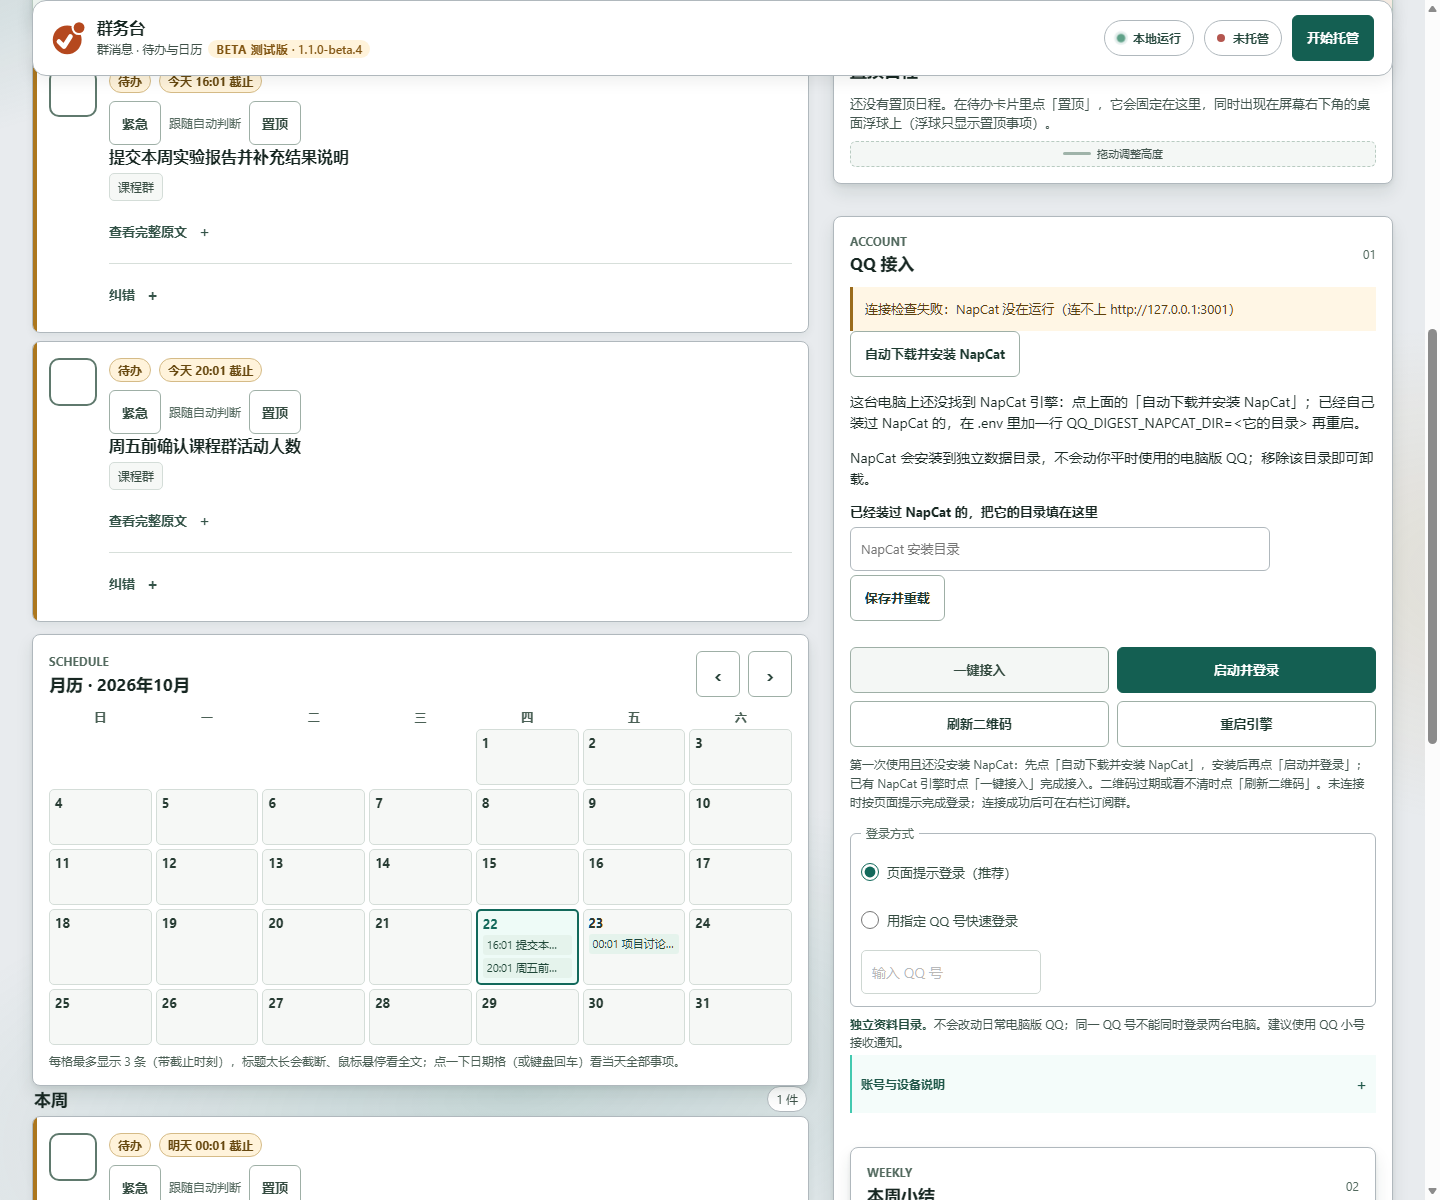 群务台
群消息 · 待办与日历 BETA 测试版 · 1.1.0-beta.4
本地运行
未托管
开始托管
待办 今天 16:01 截止
紧急 跟随自动判断 置顶
提交本周实验报告并补充结果说明
课程群
查看完整原文 +
纠错 +
待办 今天 20:01 截止
紧急 跟随自动判断 置顶
周五前确认课程群活动人数
课程群
查看完整原文 +
纠错 +
SCHEDULE
月历 · 2026年10月
‹ ›
日 一 二 三 四 五 六
1 2 3
4 5 6 7 8 9 10
11 12 13 14 15 16 17
18 19 20 21 22 23 24
16:01 提交本...
20:01 周五前...
00:01 项目讨论...
25 26 27 28 29 30 31
每格最多显示 3 条（带截止时刻），标题太长会截断、鼠标悬停看全文；点一下日期格（或键盘回车）看当天全部事项。
本周
1 件
待办 明天 00:01 截止
紧急 跟随自动判断 置顶
还没有置顶日程。在待办卡片里点「置顶」，它会固定在这里，同时出现在屏幕右下角的桌
面浮球上（浮球只显示置顶事项）。
拖动调整高度
ACCOUNT
QQ 接入
01
连接检查失败：NapCat 没在运行（连不上 http://127.0.0.1:3001）
自动下载并安装 NapCat
这台电脑上还没找到 NapCat 引擎：点上面的「自动下载并安装 NapCat」；已经自己
装过 NapCat 的，在 .env 里加一行 QQ_DIGEST_NAPCAT_DIR=<它的目录> 再重启。
NapCat 会安装到独立数据目录，不会动你平时使用的电脑版 QQ；移除该目录即可卸
载。
已经装过 NapCat 的，把它的目录填在这里
NapCat 安装目录
保存并重载
一键接入
启动并登录
刷新二维码
重启引擎
第一次使用且还没安装 NapCat：先点「自动下载并安装 NapCat」，安装后再点「启动并登录」；
已有 NapCat 引擎时点「一键接入」完成接入。二维码过期或看不清时点「刷新二维码」。未连接
时按页面提示完成登录；连接成功后可在右栏订阅群。
登录方式
页面提示登录（推荐）
用指定 QQ 号快速登录
输入 QQ 号
独立资料目录。不会改动日常电脑版 QQ；同一 QQ 号不能同时登录两台电脑。建议使用 QQ 小号
接收通知。
账号与设备说明 +
WEEKLY
本周小结
02